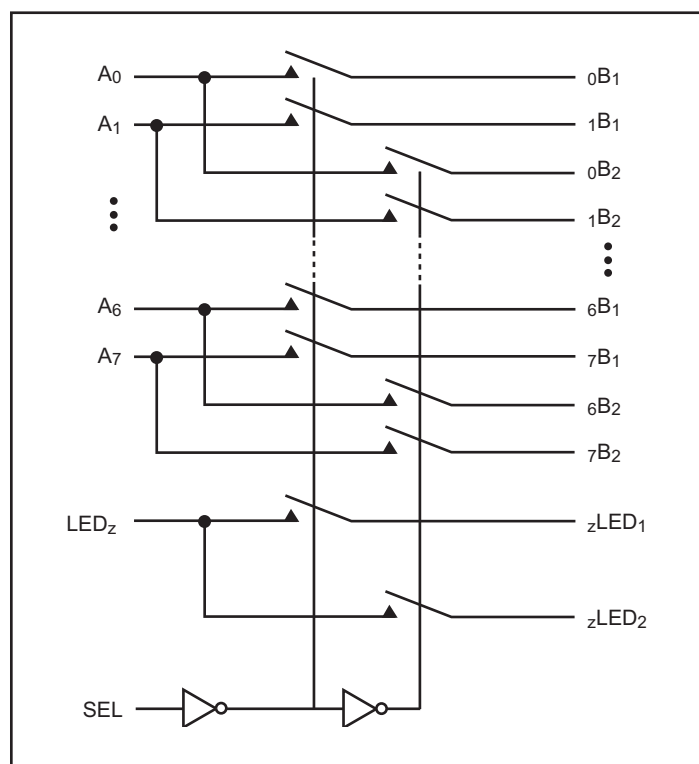 A0 0B1
A1 1B1
0B2
1B2
A6 6B1
A7 7B1
6B2
7B2
LEDz zLED1
zLED2
SEL